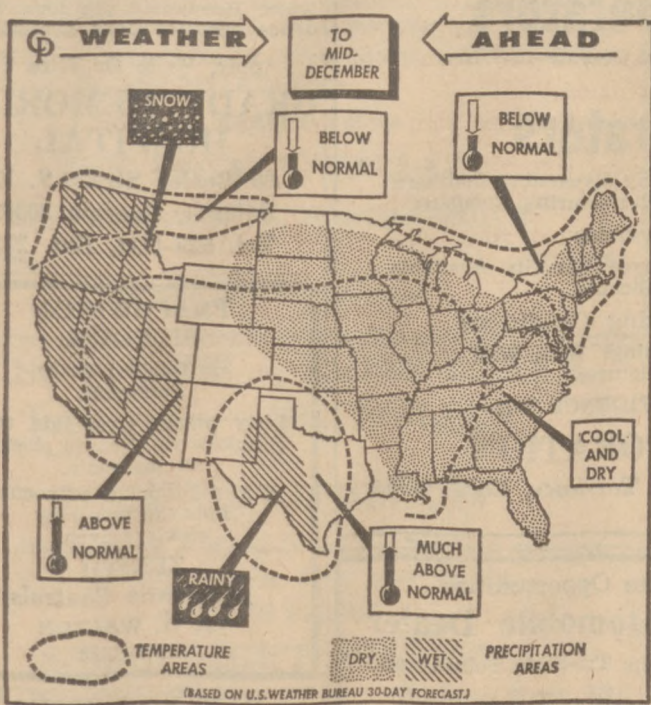 CP WEATHER
TO
MID-
DECEMBER
AHEAD
SNOW
BELOW
NORMAL
BELOW
NORMAL
COOL
AND
DRY
ABOVE
NORMAL
RAINY
MUCH
ABOVE
NORMAL
TEMPERATURE
AREAS
DRY
WET
PRECIPITATION
AREAS
(BASED ON U.S. WEATHER BUREAU 30-DAY FORECAST.)